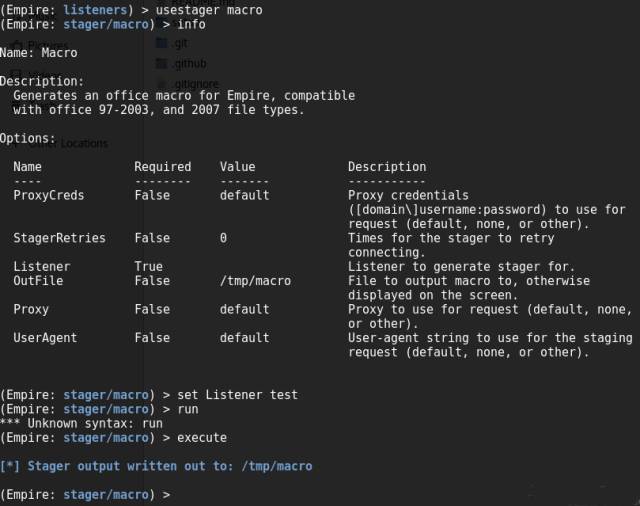 (Empire: listeners) > usestager macro
(Empire: stager/macro) > info
README.md
.git
Pictures
Name: Macro
.github
Videos
Description:
.gitignore
Generates an office macro for Empire, compatible
with office 97-2003, and 2007 file types.
Options:
Other Locations
Name Required Value Description
---- -------- ------- -----------
ProxyCreds False default Proxy credentials
([domain\]username:password) to use for
request (default, none, or other).
StagerRetries False 0 Times for the stager to retry
connecting.
Listener True Listener to generate stager for.
OutFile False /tmp/macro File to output macro to, otherwise
displayed on the screen.
Proxy False default Proxy to use for request (default, none,
or other).
UserAgent False default User-agent string to use for the staging
request (default, none, or other).
(Empire: stager/macro) > set Listener test
(Empire: stager/macro) > run
*** Unknown syntax: run
(Empire: stager/macro) > execute
[*] Stager output written out to: /tmp/macro
(Empire: stager/macro) >